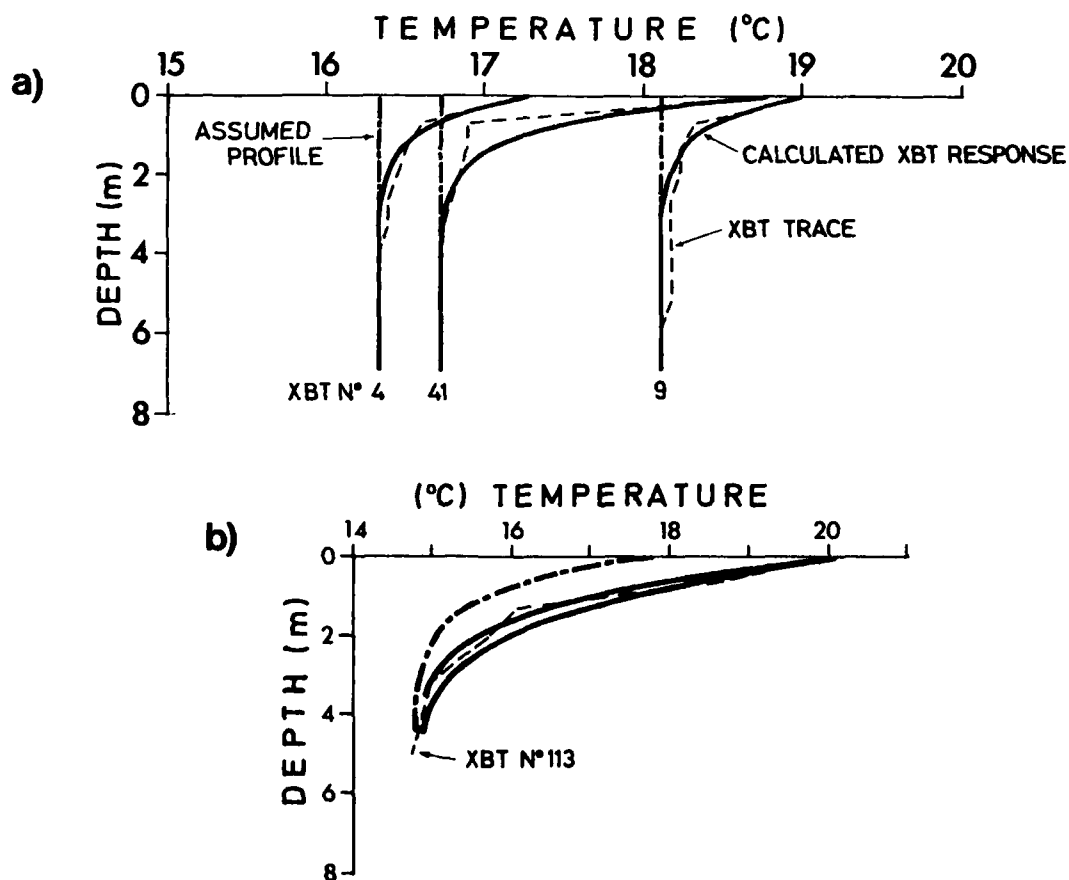 TEMPERATURE (°C)
15 16 17 18 19 20
a)
0
2
4
6
8
DEPTH (m)
ASSUMED
PROFILE
CALCULATED XBT RESPONSE
XBT TRACE
XBT N° 4 41 9
(°C) TEMPERATURE
14 16 18 20
b)
0
2
4
6
8
DEPTH (m)
XBT N° 113